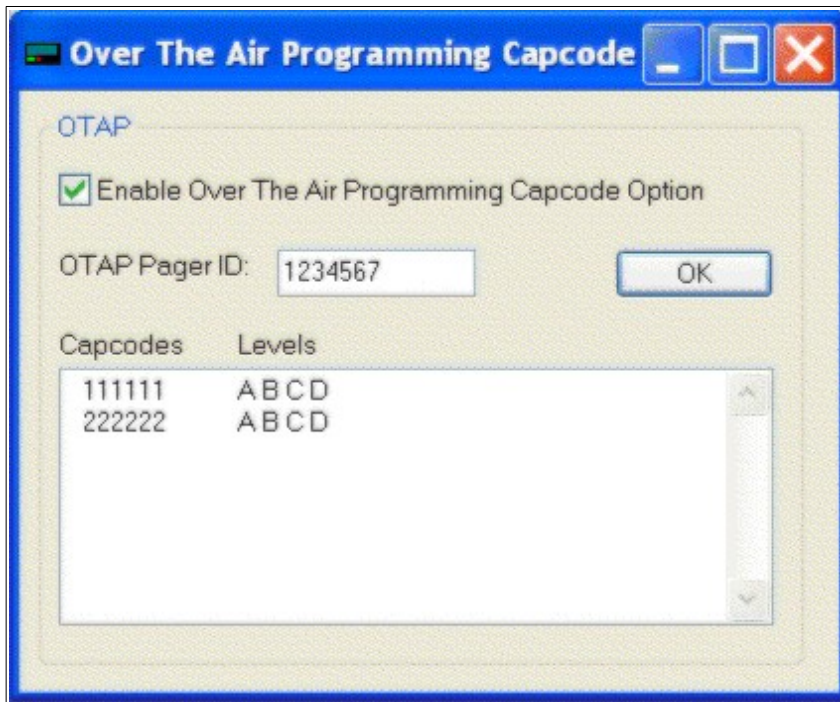 Over The Air Programming Capcode
OTAP
Enable Over The Air Programming Capcode Option
OTAP Pager ID: 1234567 OK
Capcodes Levels
111111 A B C D
222222 A B C D